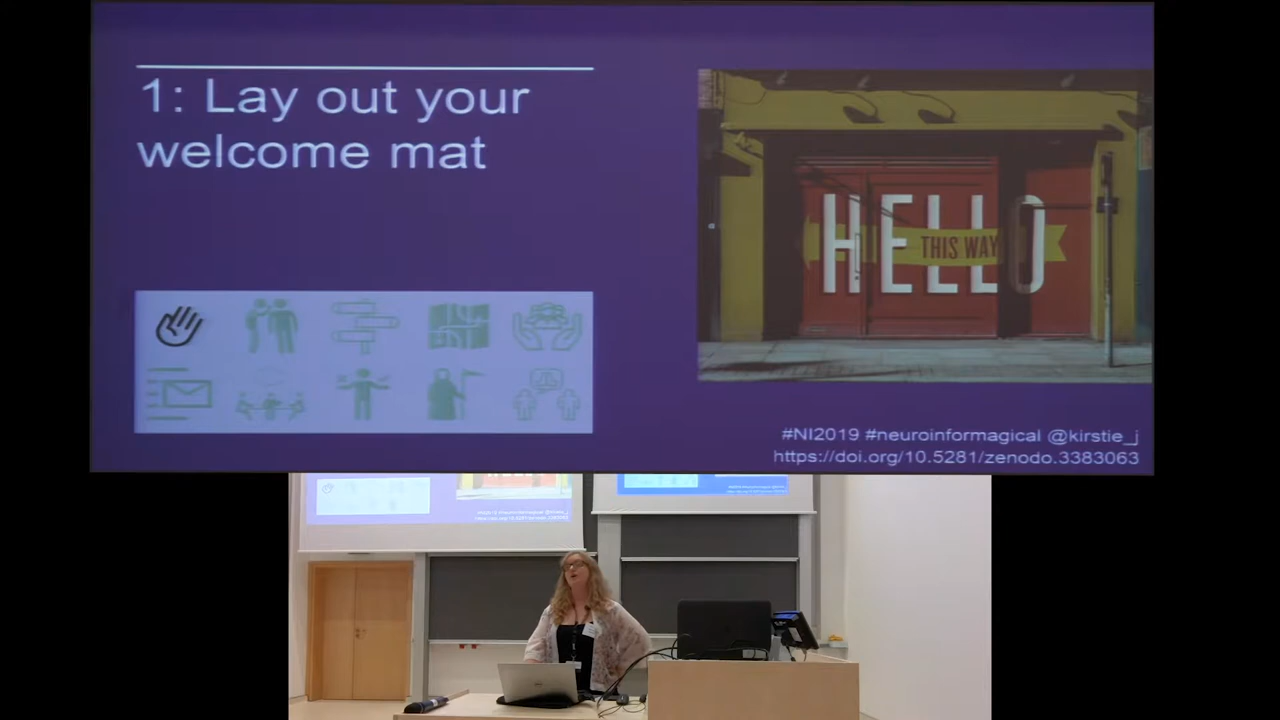 1: Lay out your
welcome mat
HELLO
THIS WAY
#NI2019 #neuroinformagical @kirstie_j
https://doi.org/10.5281/zenodo.3383063